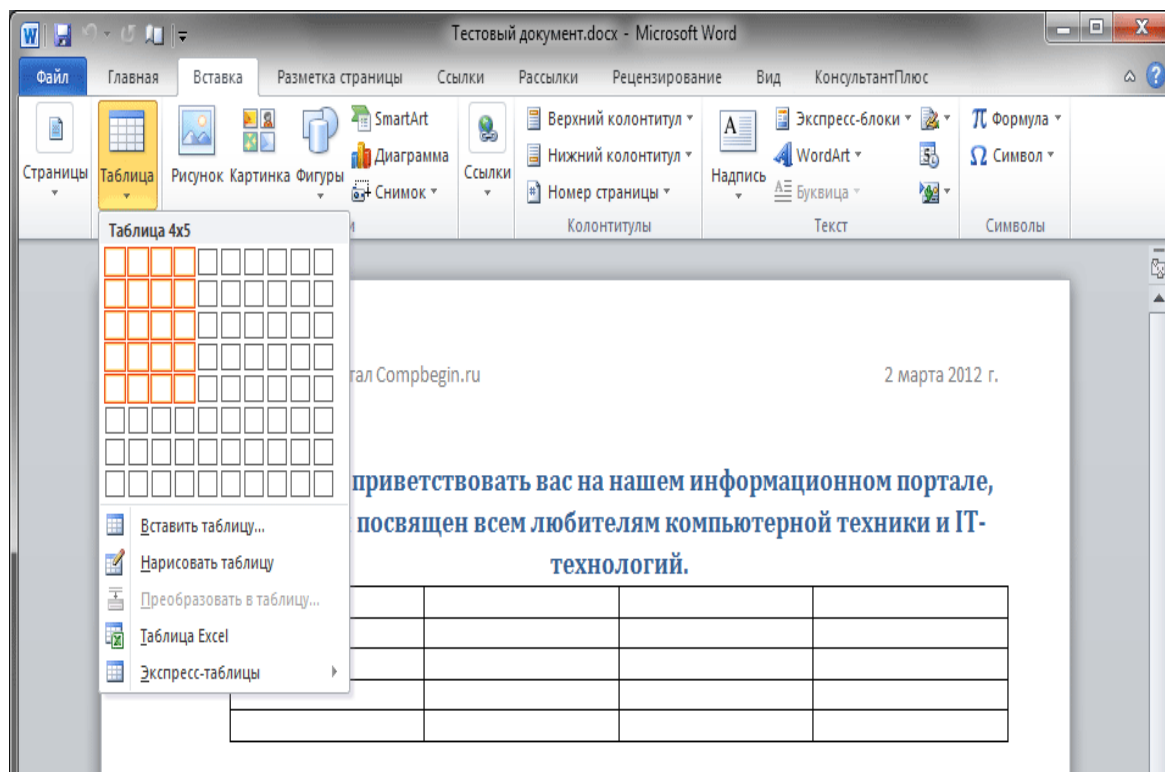 Тестовый документ.docx - Microsoft Word
Файл Главная Вставка Разметка страницы Ссылки Рассылки Рецензирование Вид КонсультантПлюс
Страницы
Таблица
Рисунок Картинка Фигуры
SmartArt
Диаграмма
Снимок
Ссылки
Верхний колонтитул
Нижний колонтитул
Номер страницы
Колонтитулы
Надпись
Экспресс-блоки
WordArt
Буквица
Текст
π Формула
Ω Символ
Символы
Таблица 4x5
Вставить таблицу...
Нарисовать таблицу
Преобразовать в таблицу...
Таблица Excel
Экспресс-таблицы
Compbegin.ru 2 марта 2012 г.
приветствовать вас на нашем информационном портале,
посвящен всем любителям компьютерной техники и IT-
технологий.